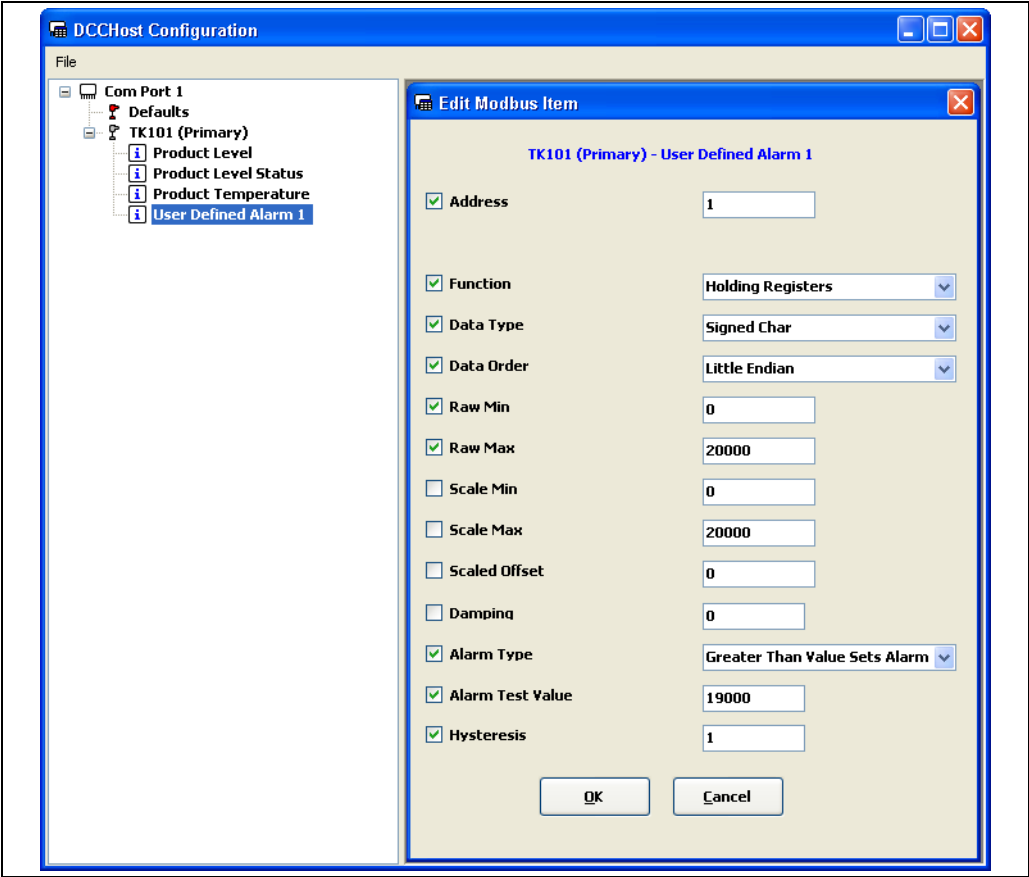 DCCHost Configuration
File
Com Port 1
Defaults
TK101 (Primary)
i Product Level
i Product Level Status
i Product Temperature
i User Defined Alarm 1
Edit Modbus Item
TK101 (Primary) - User Defined Alarm 1
Address 1
Function Holding Registers
Data Type Signed Char
Data Order Little Endian
Raw Min 0
Raw Max 20000
Scale Min 0
Scale Max 20000
Scaled Offset 0
Damping 0
Alarm Type Greater Than Value Sets Alarm
Alarm Test Value 19000
Hysteresis 1
OK Cancel